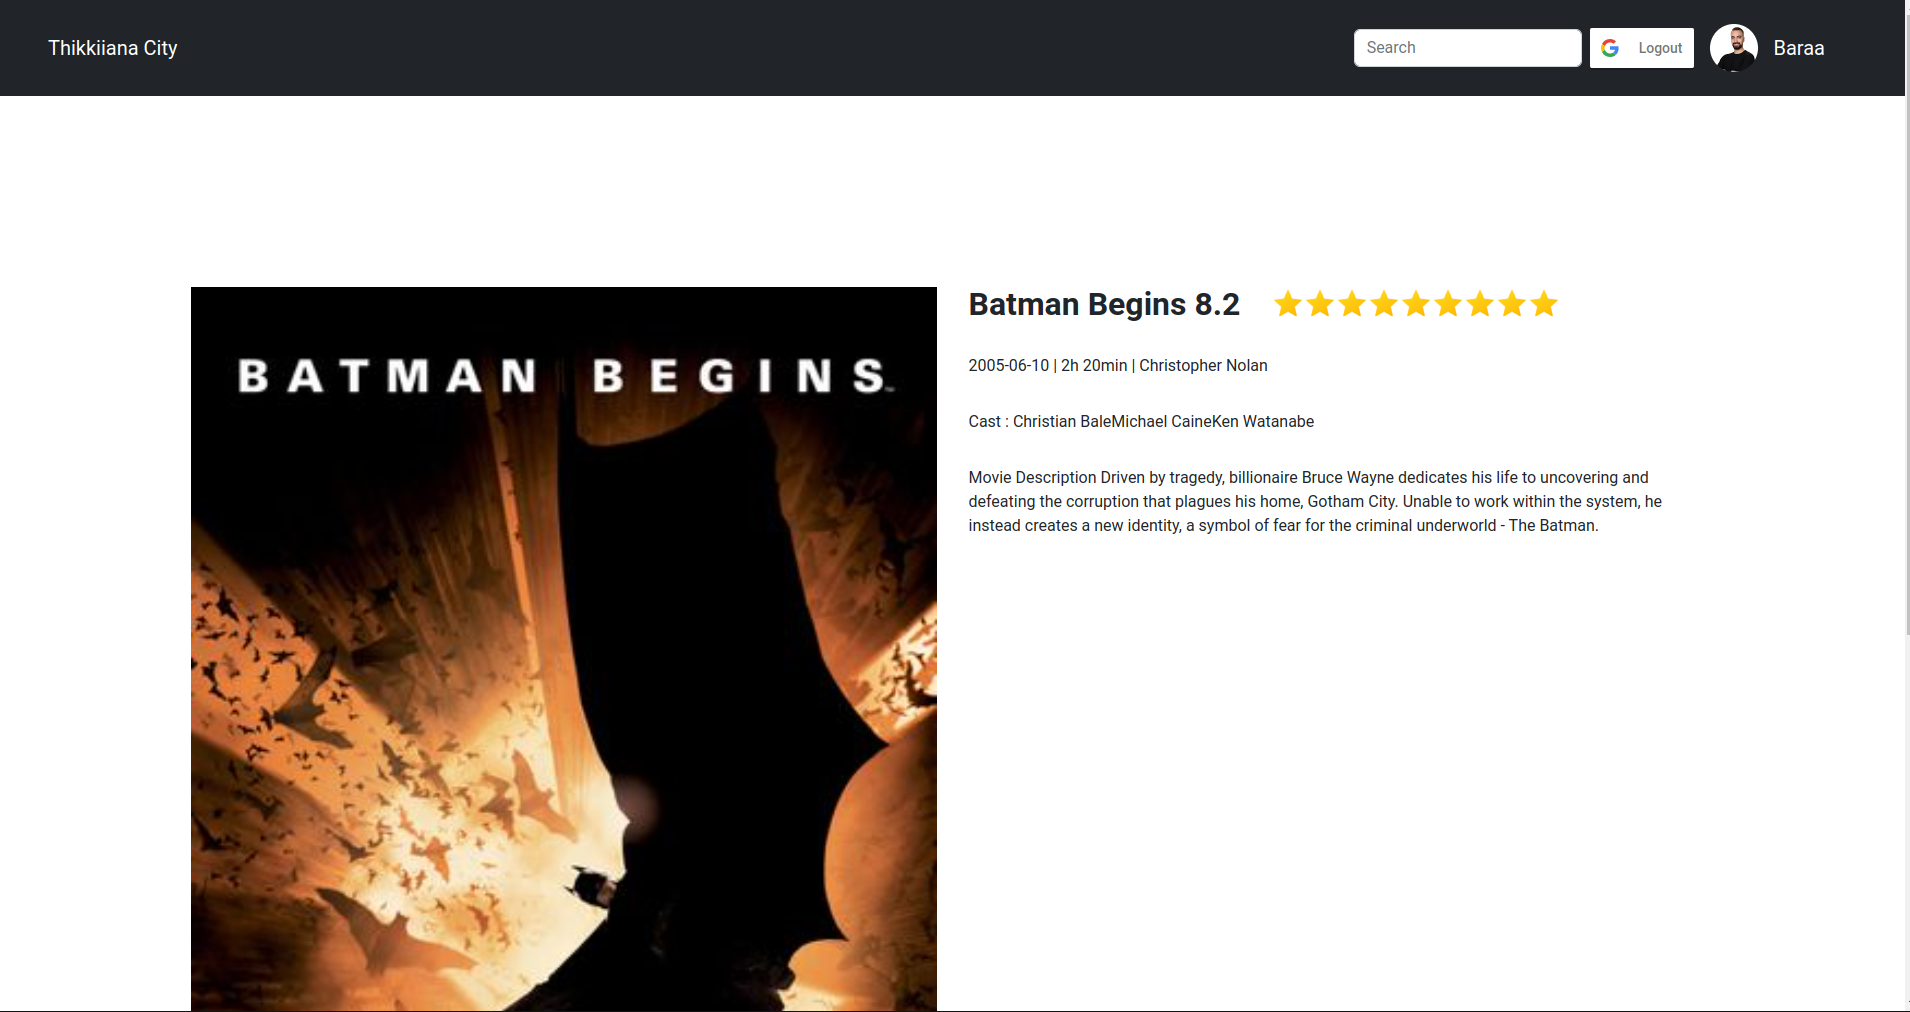 Thikkiiana City
Search
Logout
Baraa
BATMAN BEGINS™
Batman Begins 8.2
2005-06-10 | 2h 20min | Christopher Nolan
Cast : Christian BaleMichael CaineKen Watanabe
Movie Description Driven by tragedy, billionaire Bruce Wayne dedicates his life to uncovering and
defeating the corruption that plagues his home, Gotham City. Unable to work within the system, he
instead creates a new identity, a symbol of fear for the criminal underworld - The Batman.